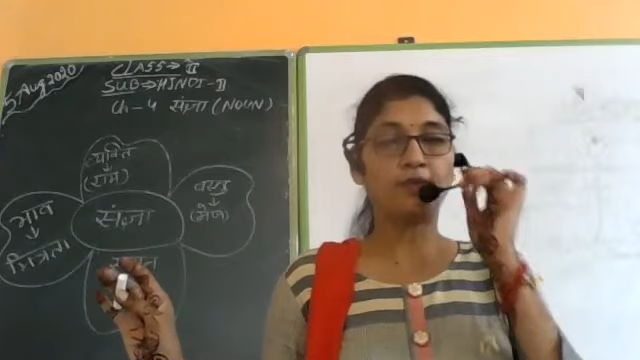 5 Aug 2020
CLASS → II
SUB ⇒ HINDI - II
Ch - 4 संज्ञा (NOUN)
व्यक्ति
↓
(राम)
भाव
↓
मित्रता
संज्ञा
वस्तु
↓
(मेज)